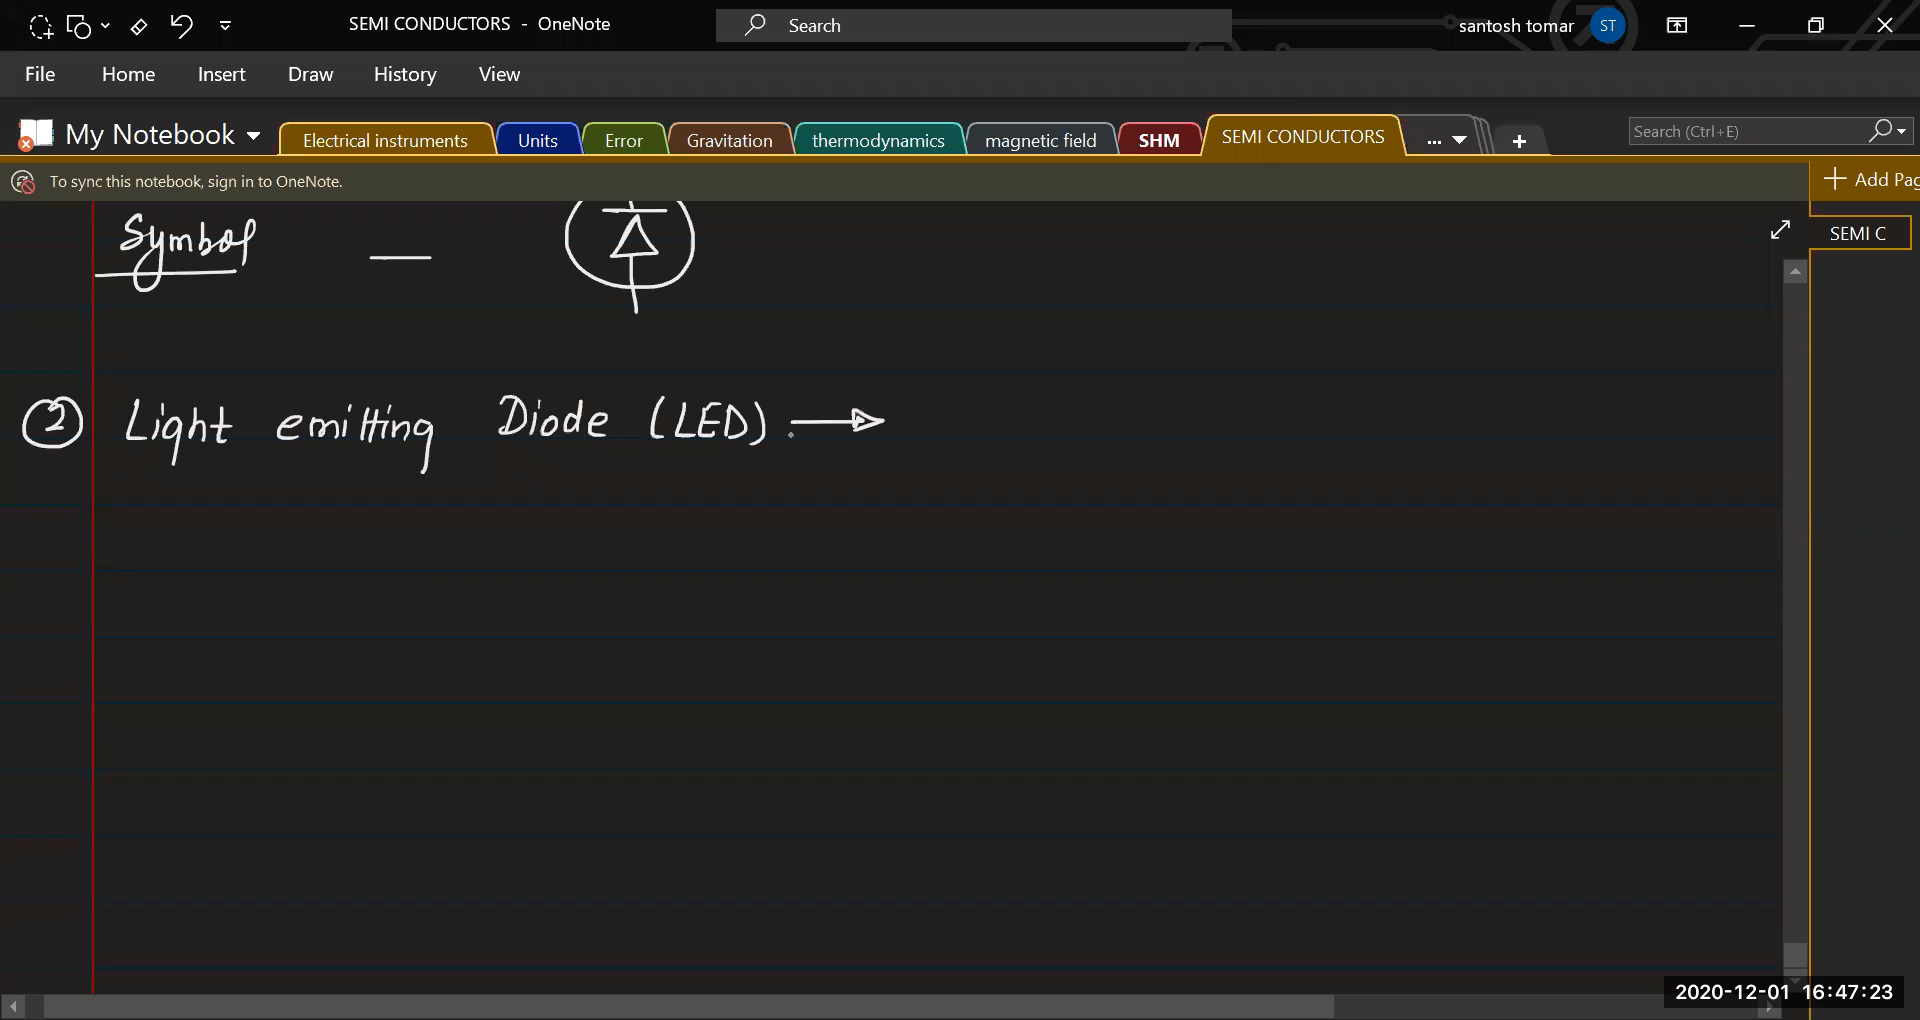 SEMI CONDUCTORS - OneNote
Search
santosh tomar
ST
File Home Insert Draw History View
My Notebook
Electrical instruments
Units
Error
Gravitation
thermodynamics
magnetic field
SHM
SEMI CONDUCTORS
...
Search (Ctrl+E)
To sync this notebook, sign in to OneNote.
Add Pag
SEMI C
Symbol —
② Light emitting Diode (LED) →
2020-12-01 16:47:23